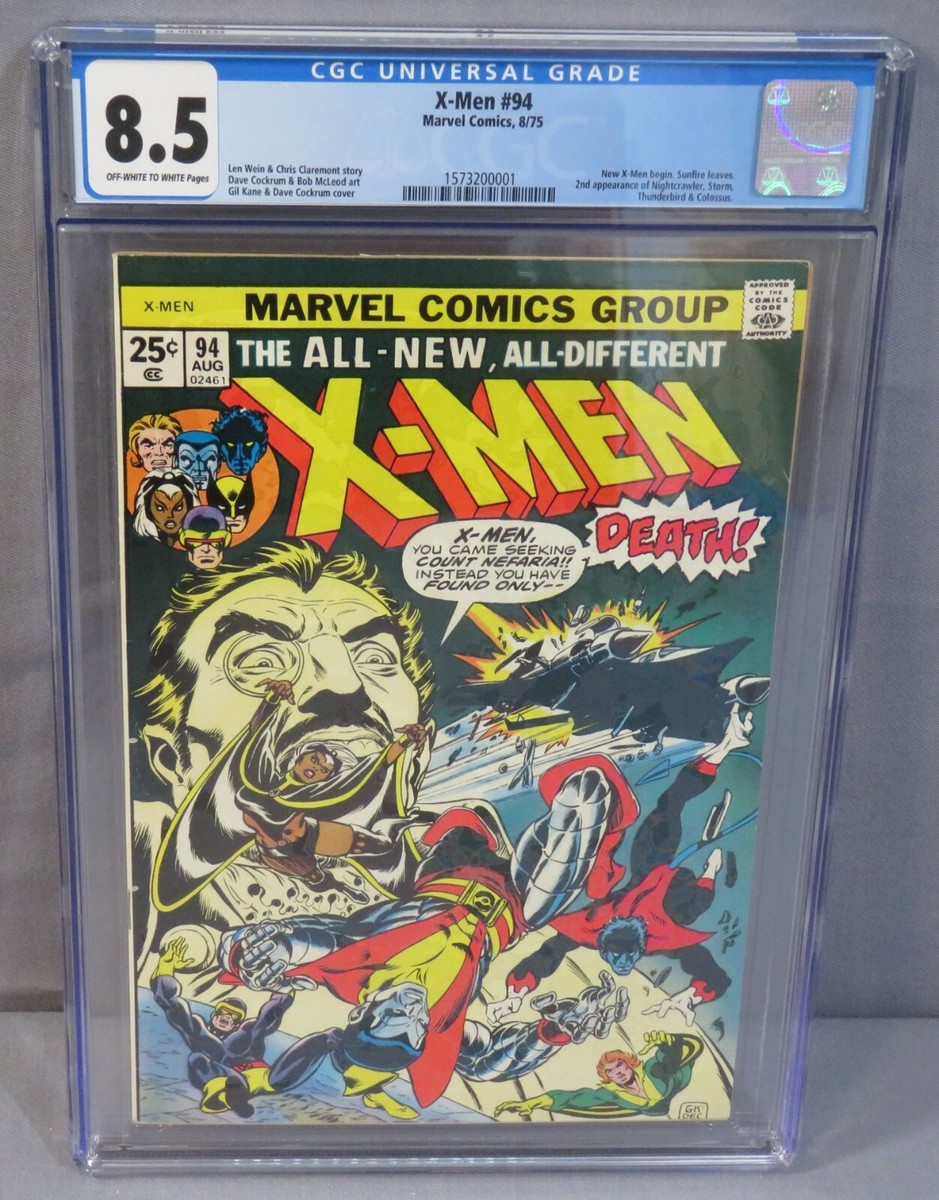 CGC UNIVERSAL GRADE
8.5
OFF-WHITE TO WHITE Pages
X-Men #94
Marvel Comics, 8/75
Len Wein & Chris Claremont story
Dave Cockrum & Bob McLeod art
Gil Kane & Dave Cockrum cover
1573200001
New X-Men begin. Sunfire leaves.
2nd appearance of Nightcrawler, Storm,
Thunderbird & Colossus.
X-MEN
MARVEL COMICS GROUP
APPROVED
BY THE
COMICS
CODE
AUTHORITY
25¢
CC
94
AUG
02461
THE ALL-NEW, ALL-DIFFERENT
X-MEN
X-MEN,
YOU CAME SEEKING
COUNT NEFARIA!!
INSTEAD YOU HAVE
FOUND ONLY--
DEATH!
GK
DEC